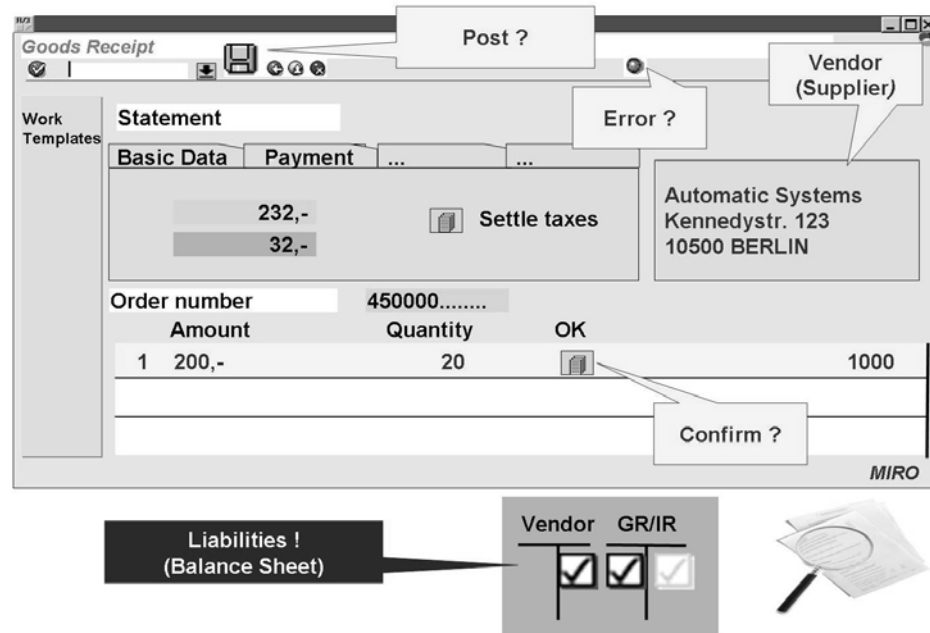 R/3
Post ?
Goods Receipt
Vendor
(Supplier)
Error ?
Work
Templates
Statement
Basic Data Payment ... ...
232,-
Settle taxes
32,-
Automatic Systems
Kennedystr. 123
10500 BERLIN
Order number 450000........
Amount Quantity OK
1 200,- 20 1000
Confirm ?
MIRO
Liabilities !
(Balance Sheet)
Vendor GR/IR